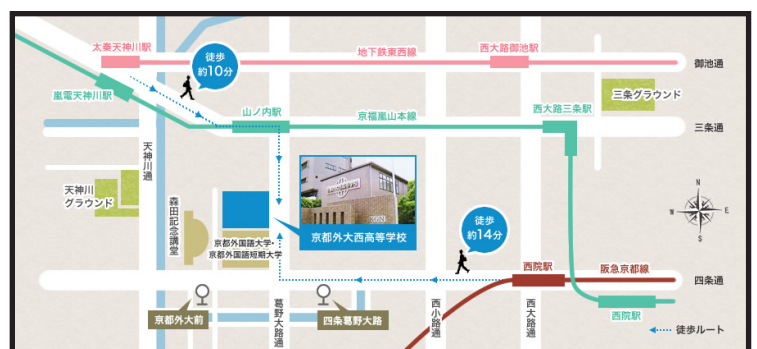 太秦天神川駅
徒歩
約10分
地下鉄東西線
西大路御池駅
御池通
嵐電天神川駅
三条グラウンド
山ノ内駅
京福嵐山本線
西大路三条駅
三条通
天神川通
天神川
グラウンド
森田記念講堂
京都外国語大学・
京都外国語短期大学
京都外大西高等学校
徒歩
約14分
N
W
E
S
西院駅
阪急京都線
四条通
京都外大前
葛野大路通
四条葛野大路
西小路通
西大路通
西院駅
徒歩ルート